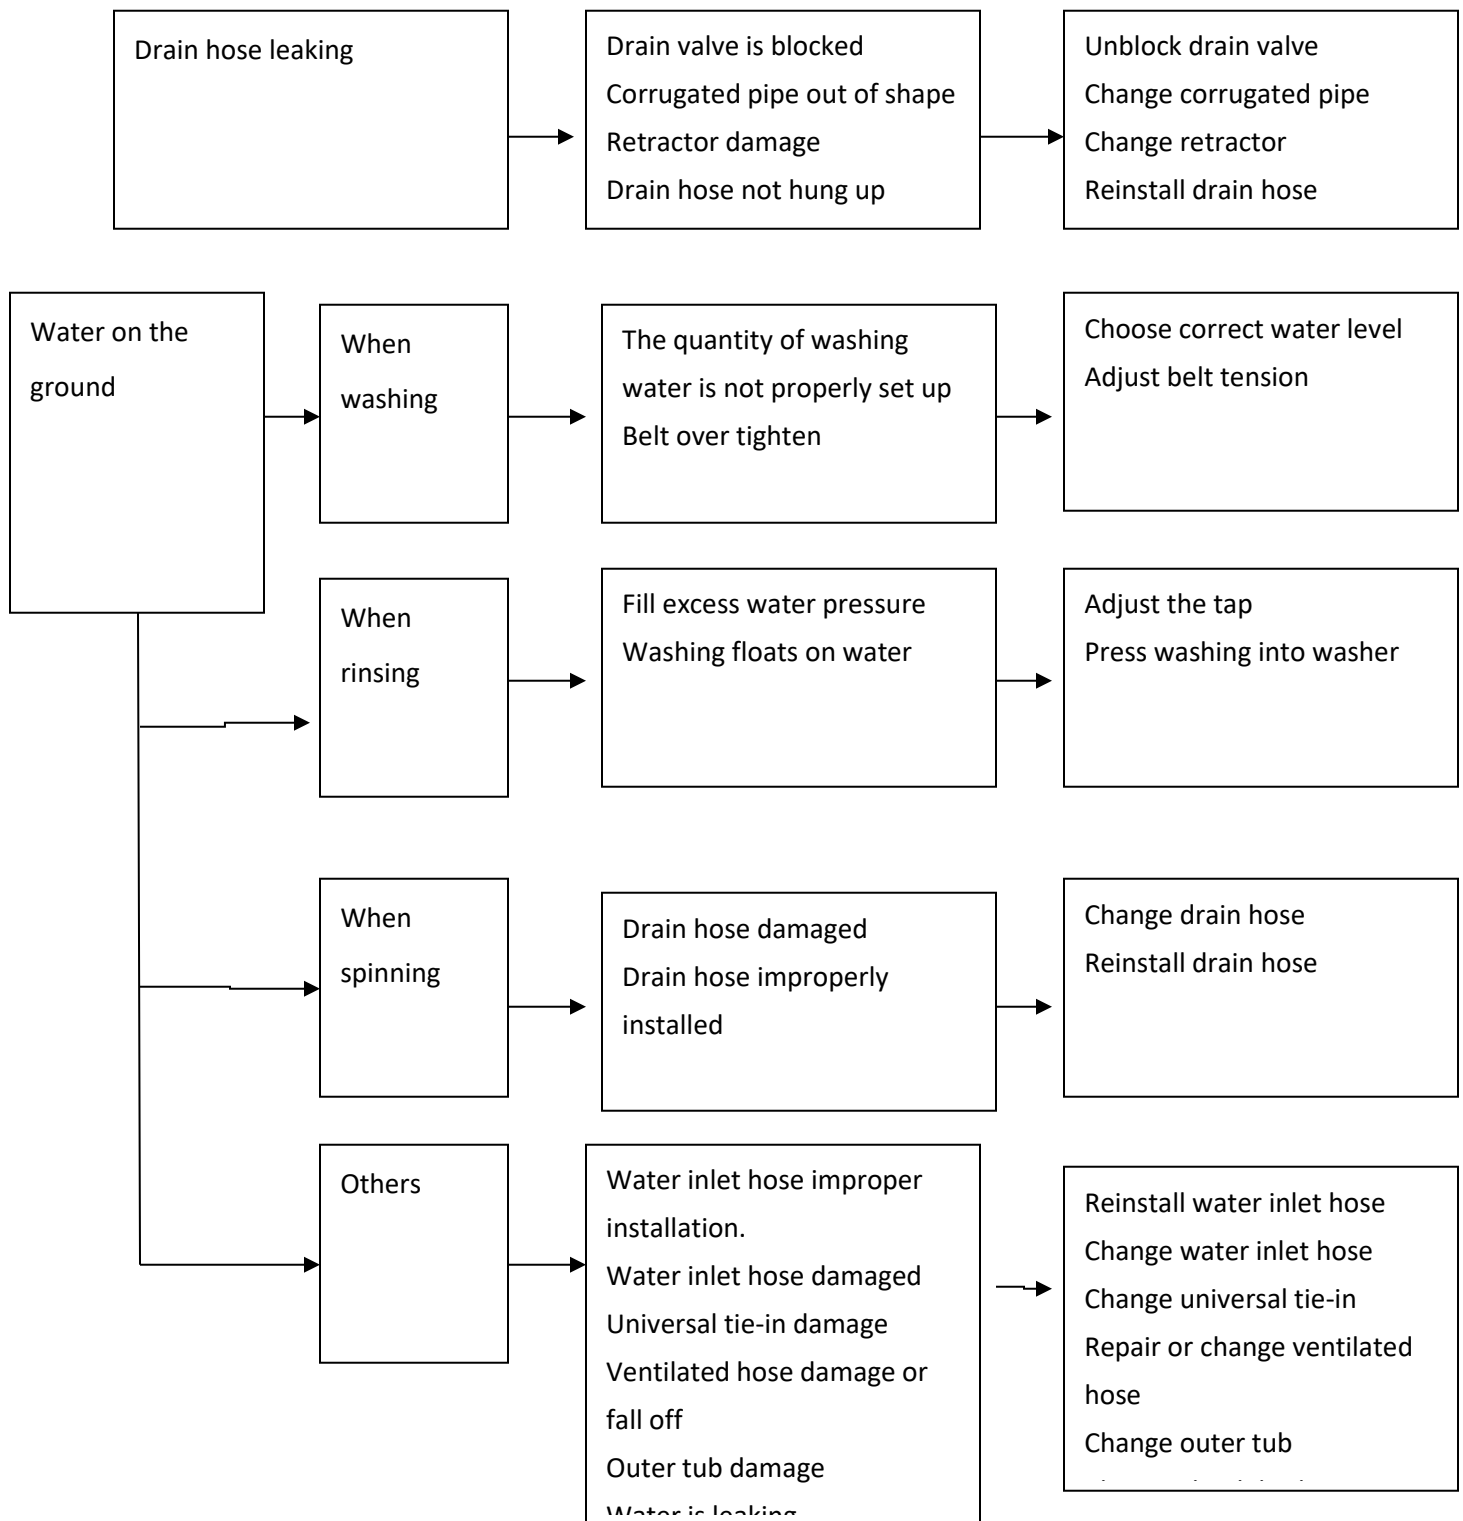 Drain hose leaking
Drain valve is blocked
Corrugated pipe out of shape
Retractor damage
Drain hose not hung up
Unblock drain valve
Change corrugated pipe
Change retractor
Reinstall drain hose
Water on the
ground
When
washing
The quantity of washing
water is not properly set up
Belt over tighten
Choose correct water level
Adjust belt tension
When
rinsing
Fill excess water pressure
Washing floats on water
Adjust the tap
Press washing into washer
When
spinning
Drain hose damaged
Drain hose improperly
installed
Change drain hose
Reinstall drain hose
Others
Water inlet hose improper
installation.
Water inlet hose damaged
Universal tie-in damage
Ventilated hose damage or
fall off
Outer tub damage
Water is leaking
Reinstall water inlet hose
Change water inlet hose
Change universal tie-in
Repair or change ventilated
hose
Change outer tub